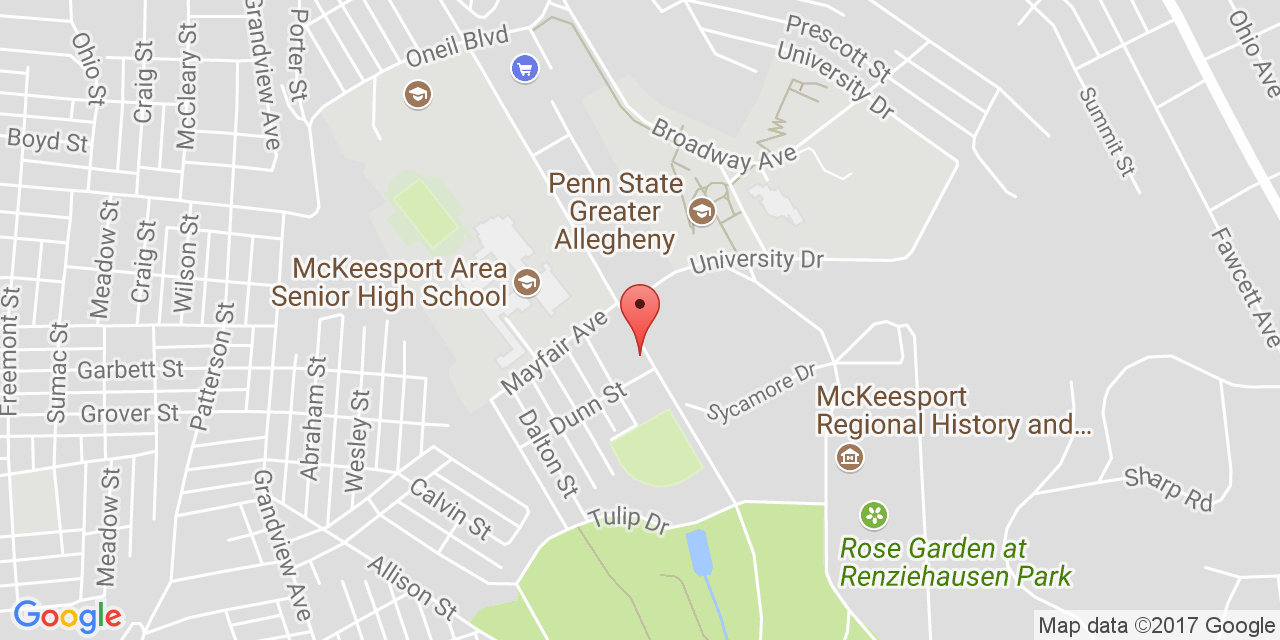 Ohio St
Craig St
McCleary St
Grandview Ave
Porter St
Oneil Blvd
Prescott St
University Dr
Ohio Ave
Boyd St
Broadway Ave
Summit St
Penn State
Greater
Allegheny
Meadow St
Craig St
Wilson St
University Dr
Fawcett Ave
McKeesport Area
Senior High School
Freemont St
Sumac St
Patterson St
Mayfair Ave
Garbett St
Grover St
Abraham St
Wesley St
Dunn St
Dalton St
Sycamore Dr
McKeesport
Regional History and...
Meadow St
Grandview Ave
Calvin St
Tulip Dr
Sharp Rd
Rose Garden at
Renziehausen Park
Allison St
Google
Map data ©2017 Google